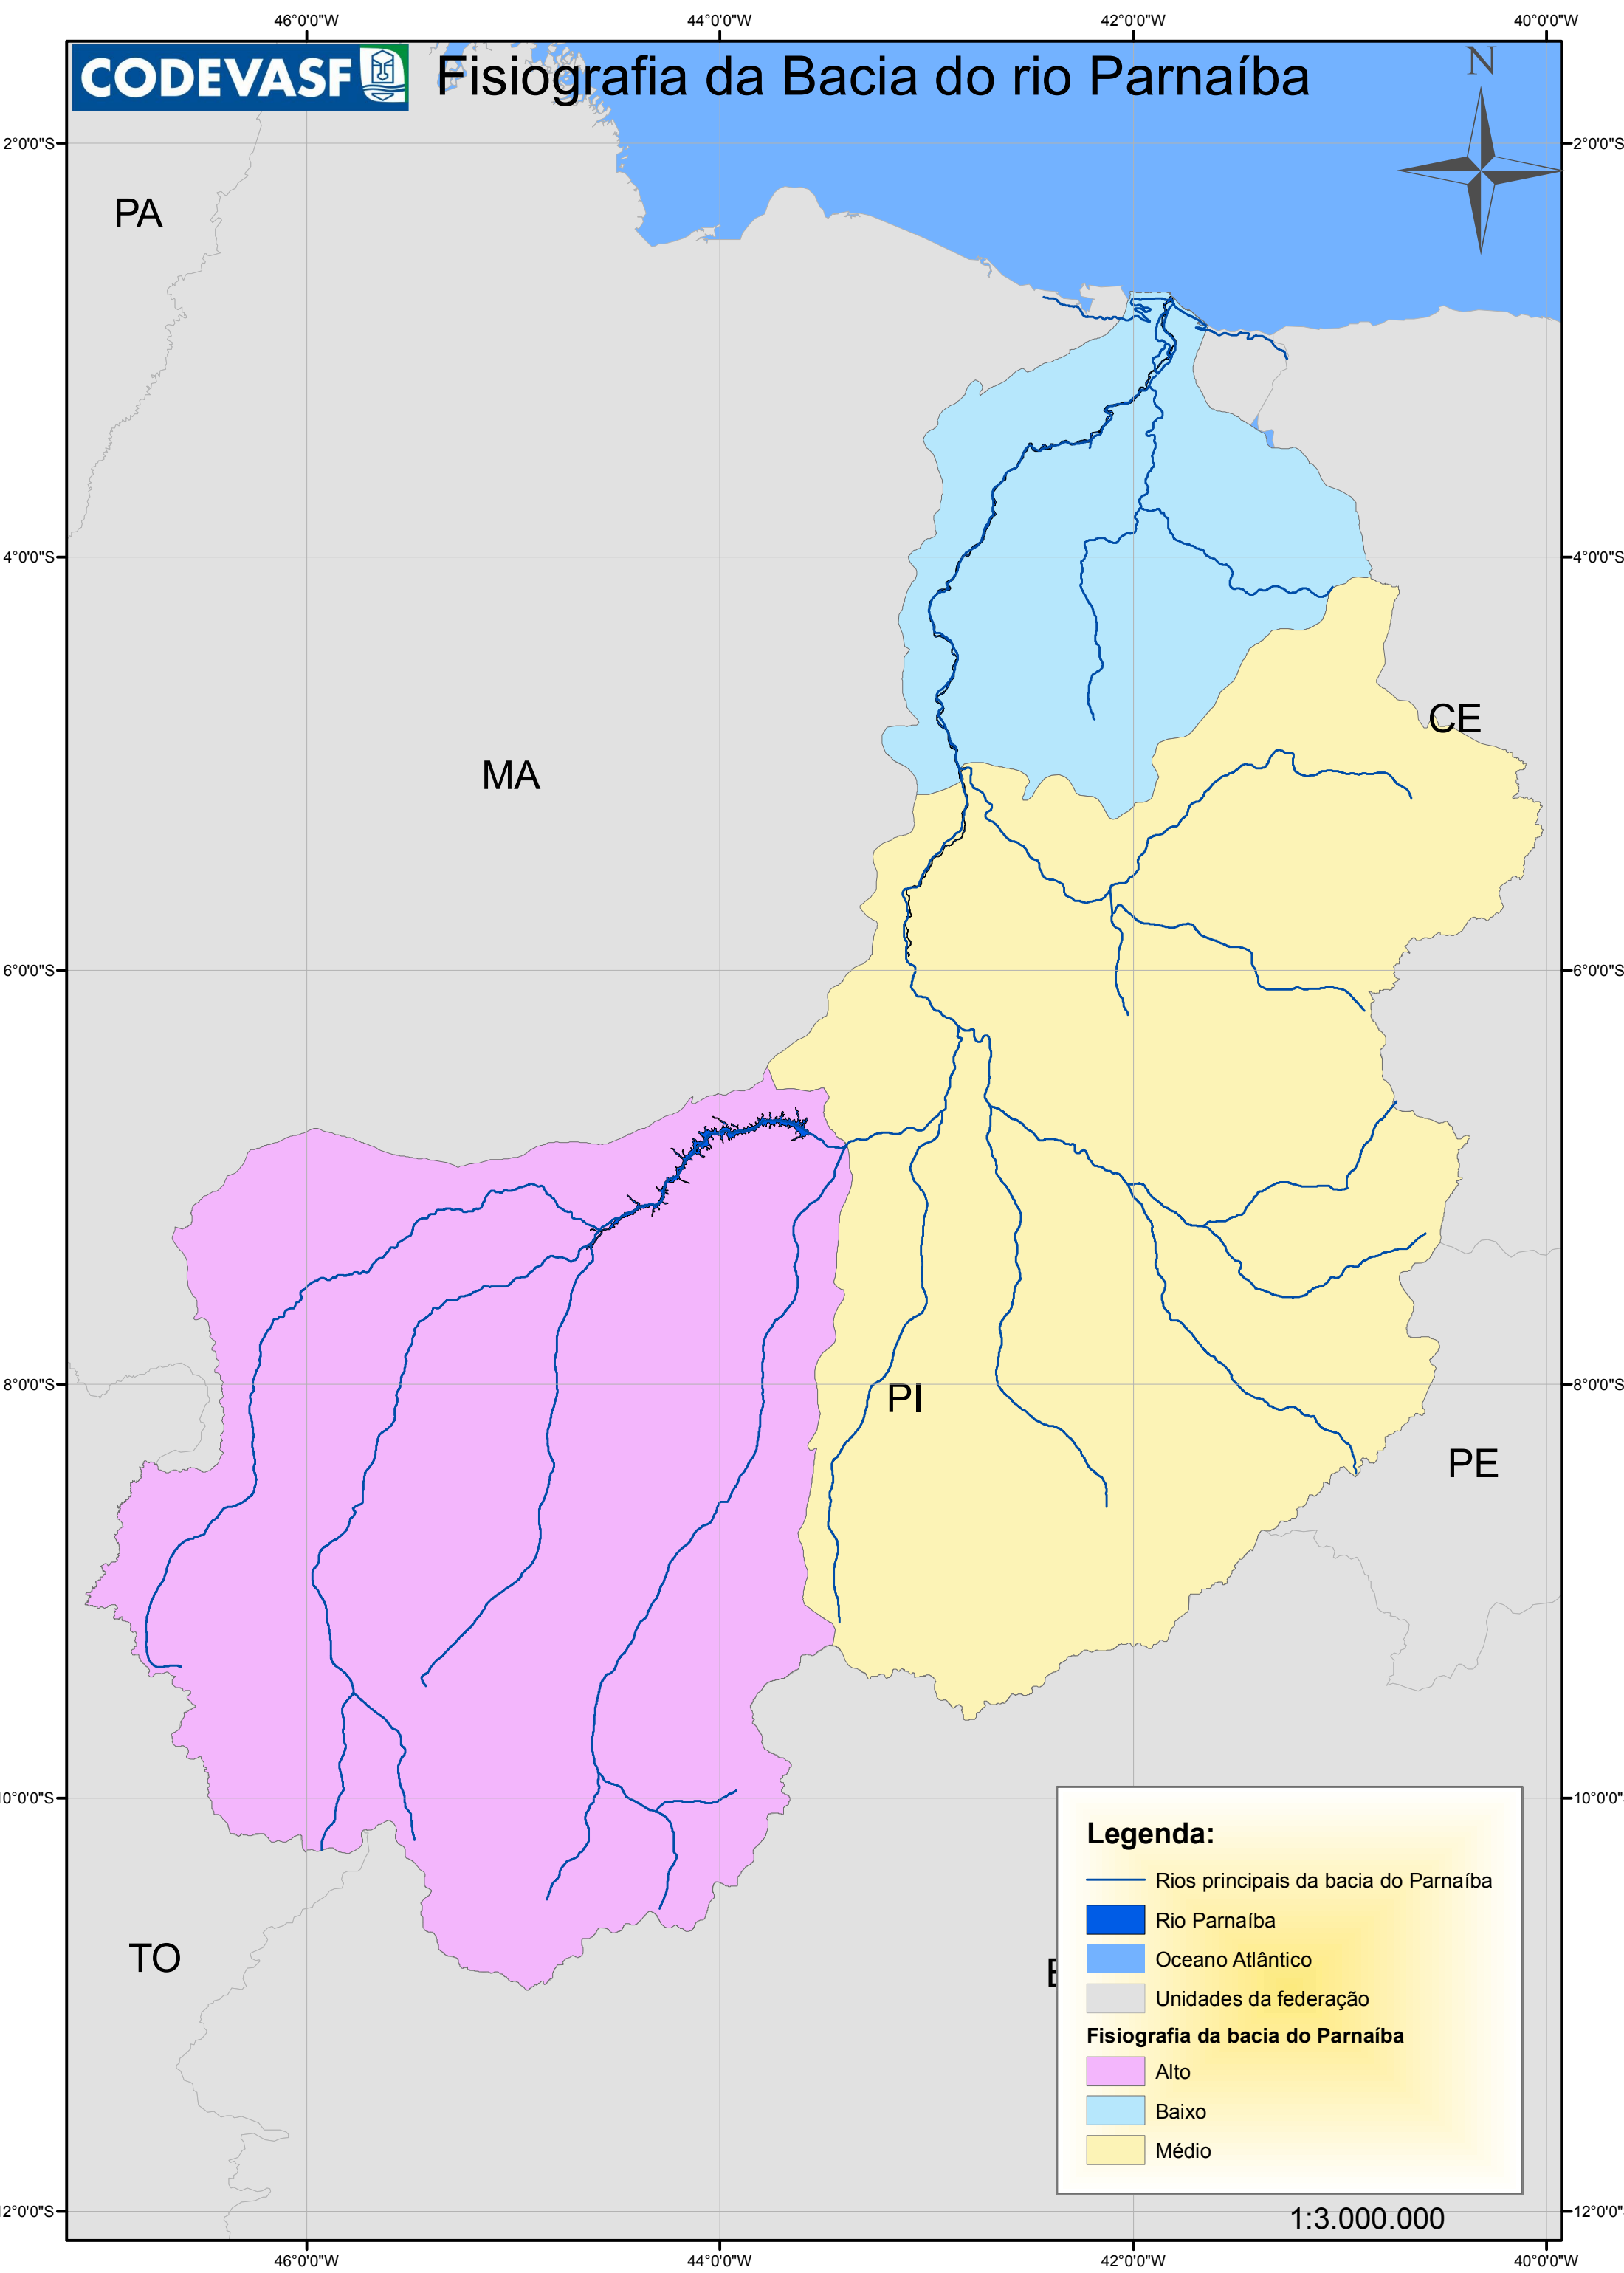 46°0'0"W 44°0'0"W 42°0'0"W 40°0'0"W
CODEVASF Fisiografia da Bacia do rio Parnaíba
N
2°0'0"S 2°0'0"S
PA
4°0'0"S 4°0'0"S
CE
MA
6°0'0"S 6°0'0"S
8°0'0"S 8°0'0"S
PI
PE
10°0'0"S 10°0'0"S
Legenda:
Rios principais da bacia do Parnaíba
Rio Parnaíba
TO
Oceano Atlântico
Unidades da federação
Fisiografia da bacia do Parnaíba
Alto
Baixo
Médio
12°0'0"S 12°0'0"S
1:3.000.000
46°0'0"W 44°0'0"W 42°0'0"W 40°0'0"W